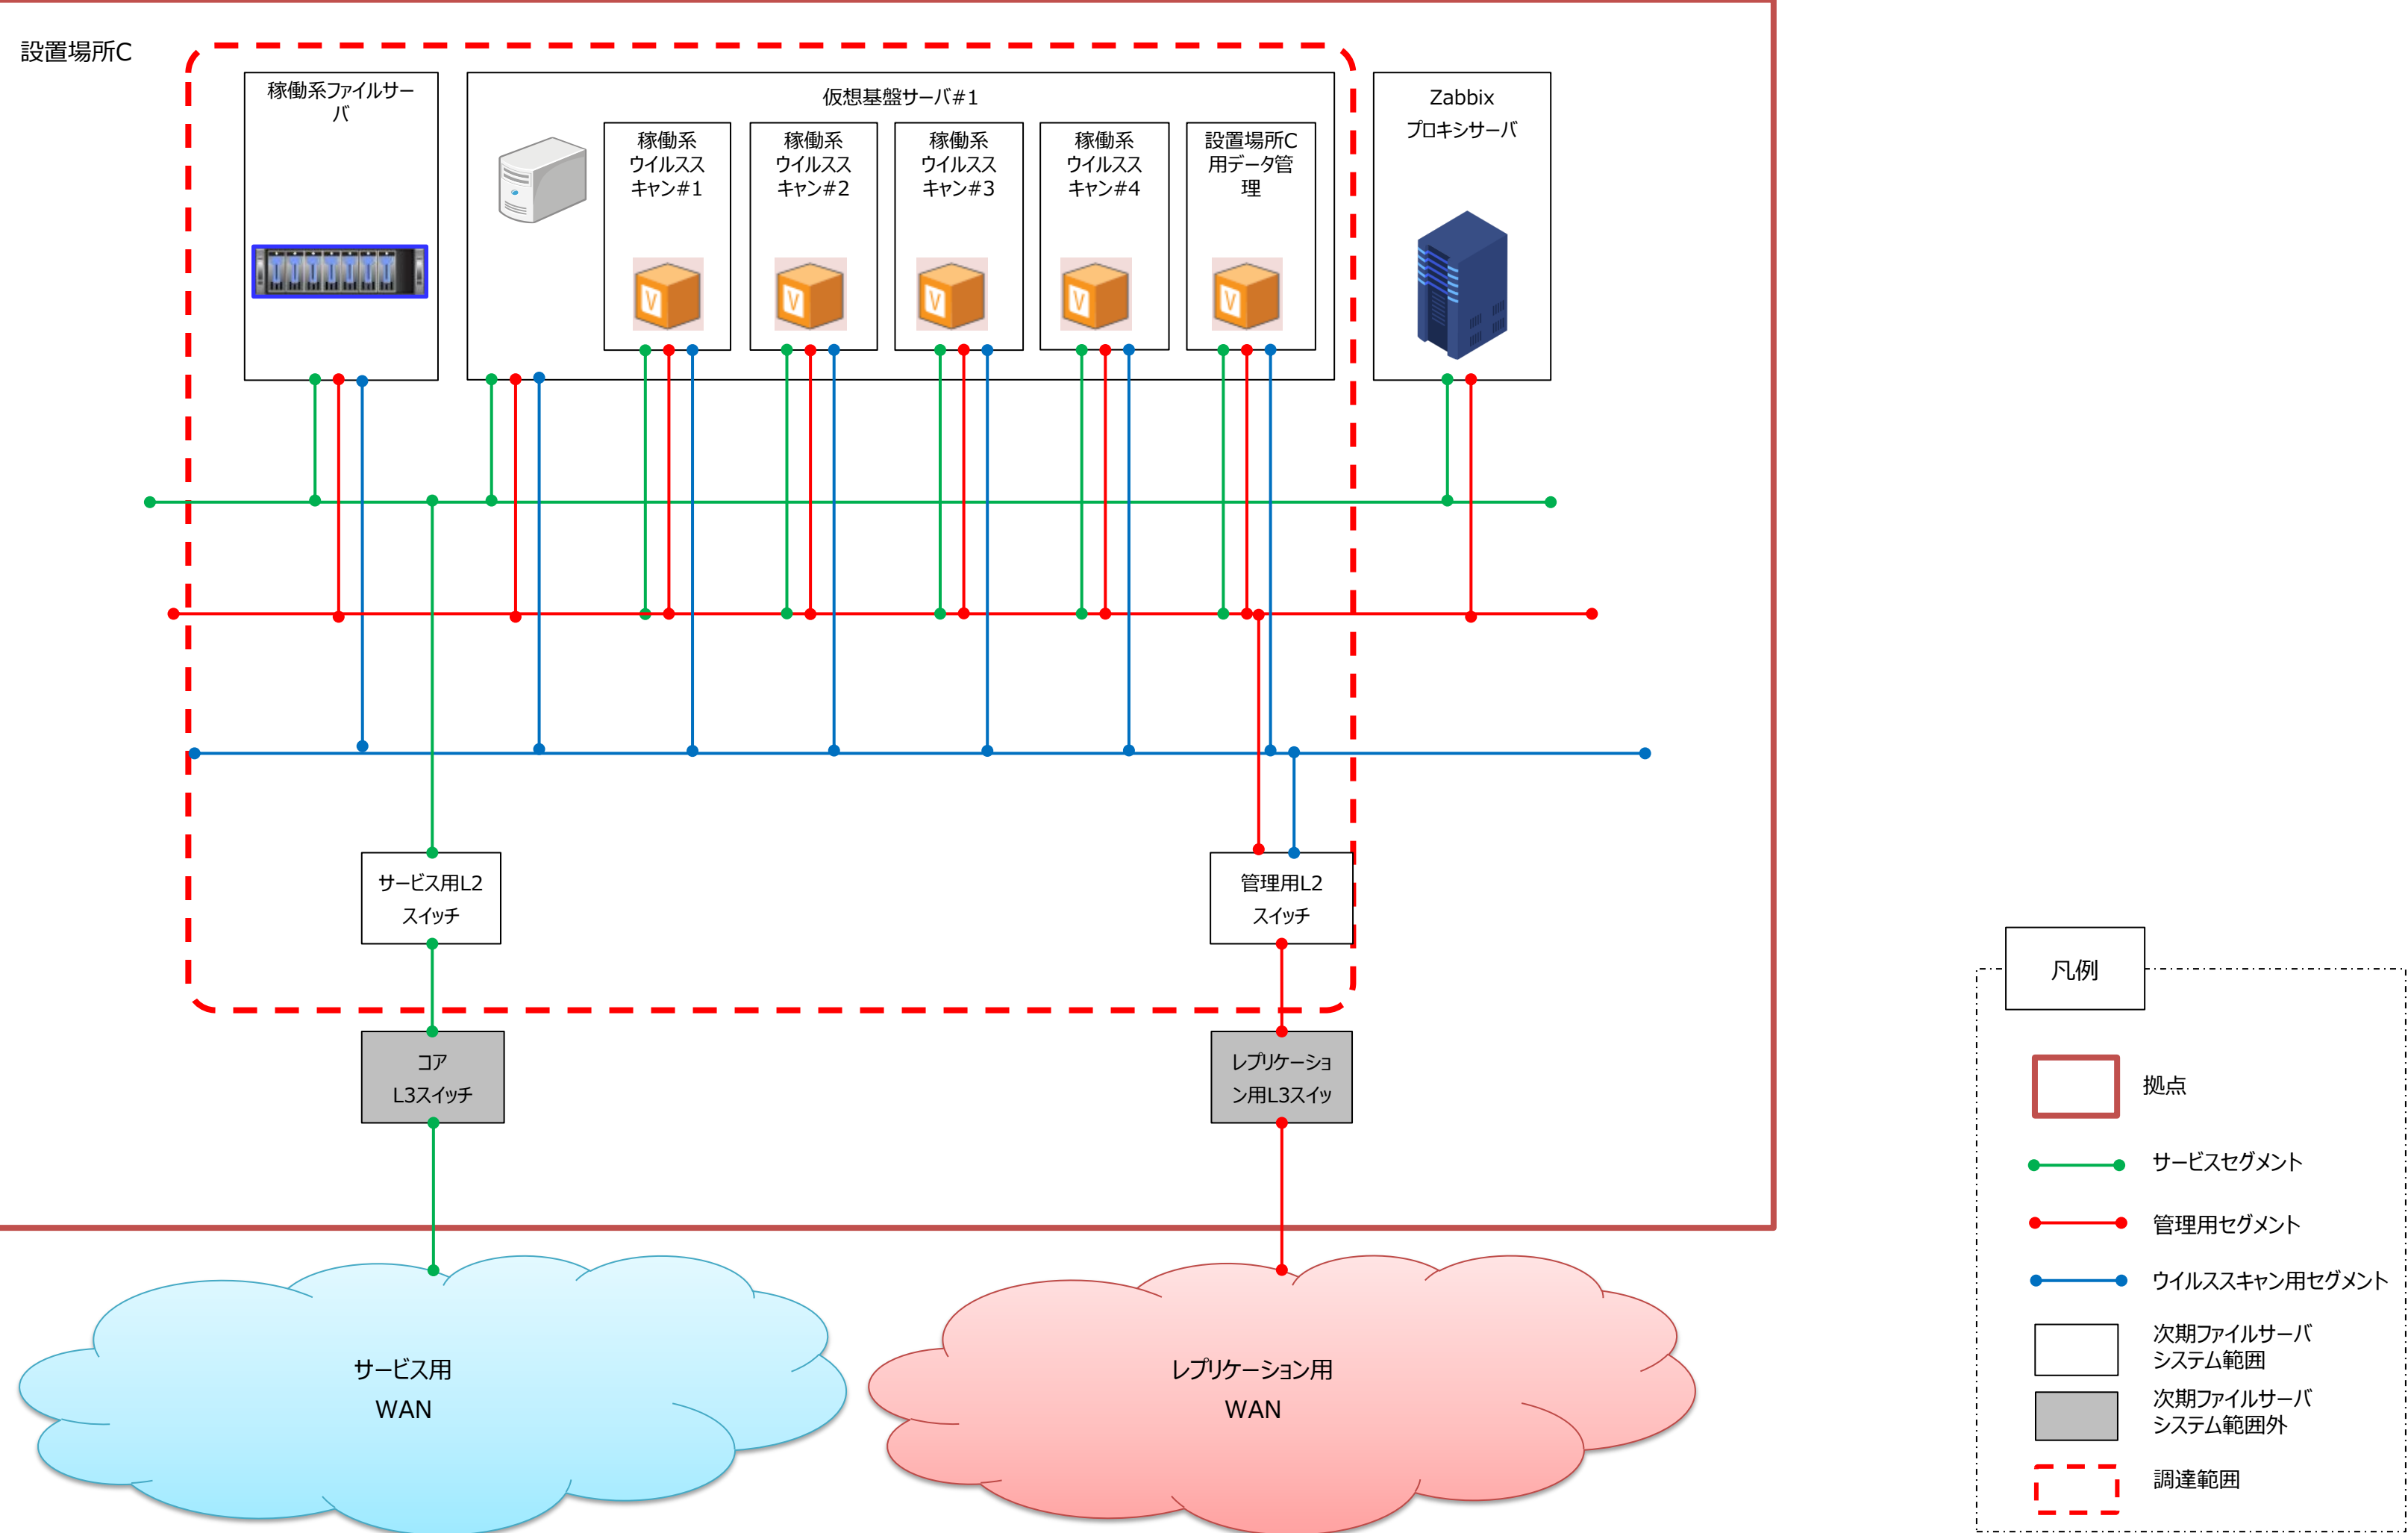 設置場所C
稼働系ファイルサー
バ
仮想基盤サーバ#1
稼働系
ウイルスス
キャン#1
稼働系
ウイルスス
キャン#2
稼働系
ウイルスス
キャン#3
稼働系
ウイルスス
キャン#4
設置場所C
用データ管
理
Zabbix
プロキシサーバ
サービス用L2
スイッチ
管理用L2
スイッチ
コア
L3スイッチ
レプリケーショ
ン用L3スイッ
サービス用
WAN
レプリケーション用
WAN
凡例
拠点
サービスセグメント
管理用セグメント
ウイルススキャン用セグメント
次期ファイルサーバ
システム範囲
次期ファイルサーバ
システム範囲外
調達範囲